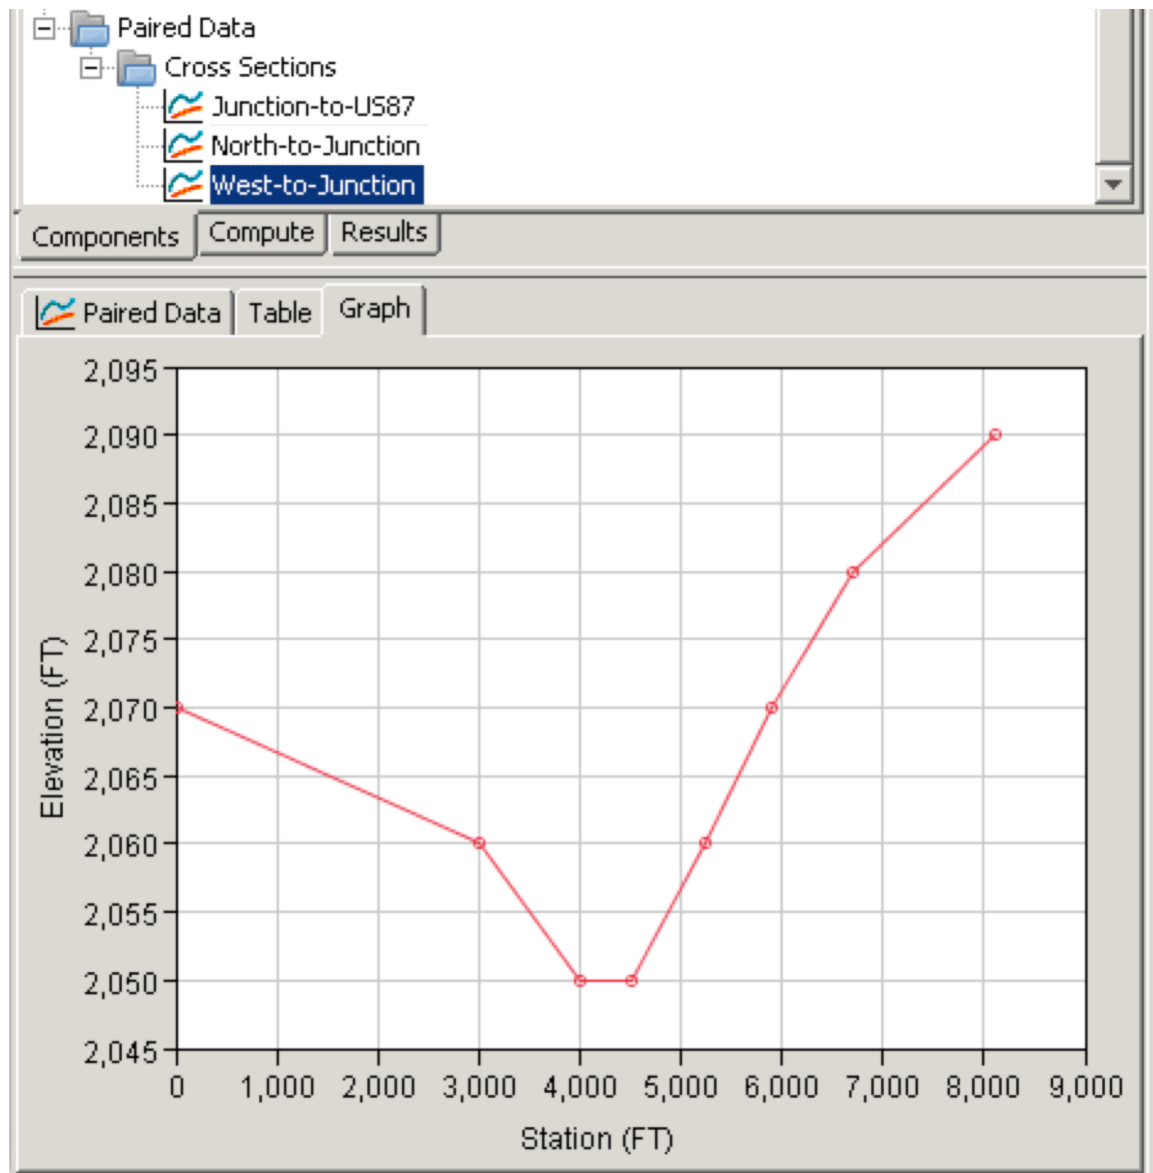 Paired Data
Cross Sections
Junction-to-US87
North-to-Junction
West-to-Junction
Components Compute Results
Paired Data Table Graph
2,095
2,090
2,085
2,080
2,075
2,070
2,065
2,060
2,055
2,050
2,045
Elevation (FT)
0 1,000 2,000 3,000 4,000 5,000 6,000 7,000 8,000 9,000
Station (FT)